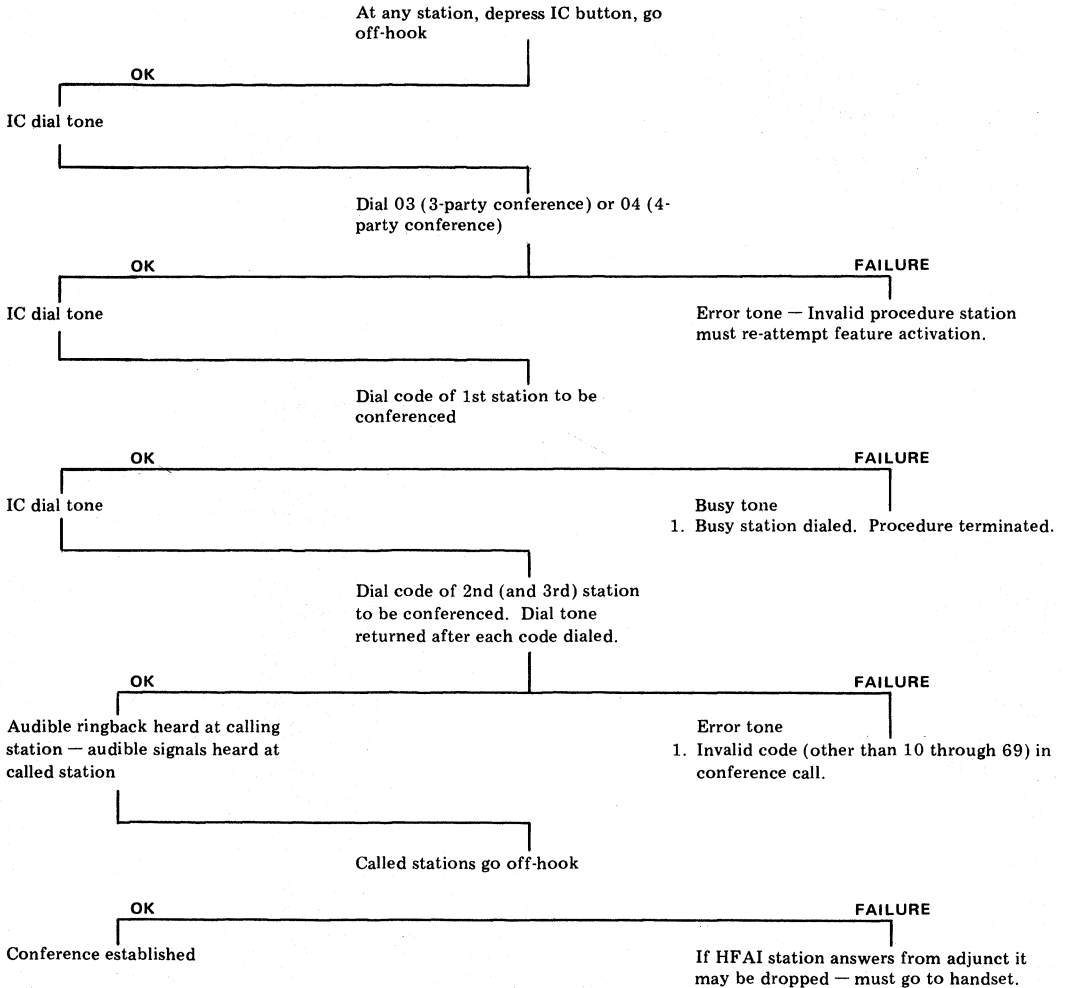 At any station, depress IC button, go
off-hook
OK
IC dial tone
Dial 03 (3-party conference) or 04 (4-
party conference)
OK
FAILURE
IC dial tone
Error tone — Invalid procedure station
must re-attempt feature activation.
Dial code of 1st station to be
conferenced
OK
FAILURE
IC dial tone
Busy tone
1. Busy station dialed. Procedure terminated.
Dial code of 2nd (and 3rd) station
to be conferenced. Dial tone
returned after each code dialed.
OK
FAILURE
Audible ringback heard at calling
station — audible signals heard at
called station
Error tone
1. Invalid code (other than 10 through 69) in
conference call.
Called stations go off-hook
OK
FAILURE
Conference established
If HFAI station answers from adjunct it
may be dropped — must go to handset.